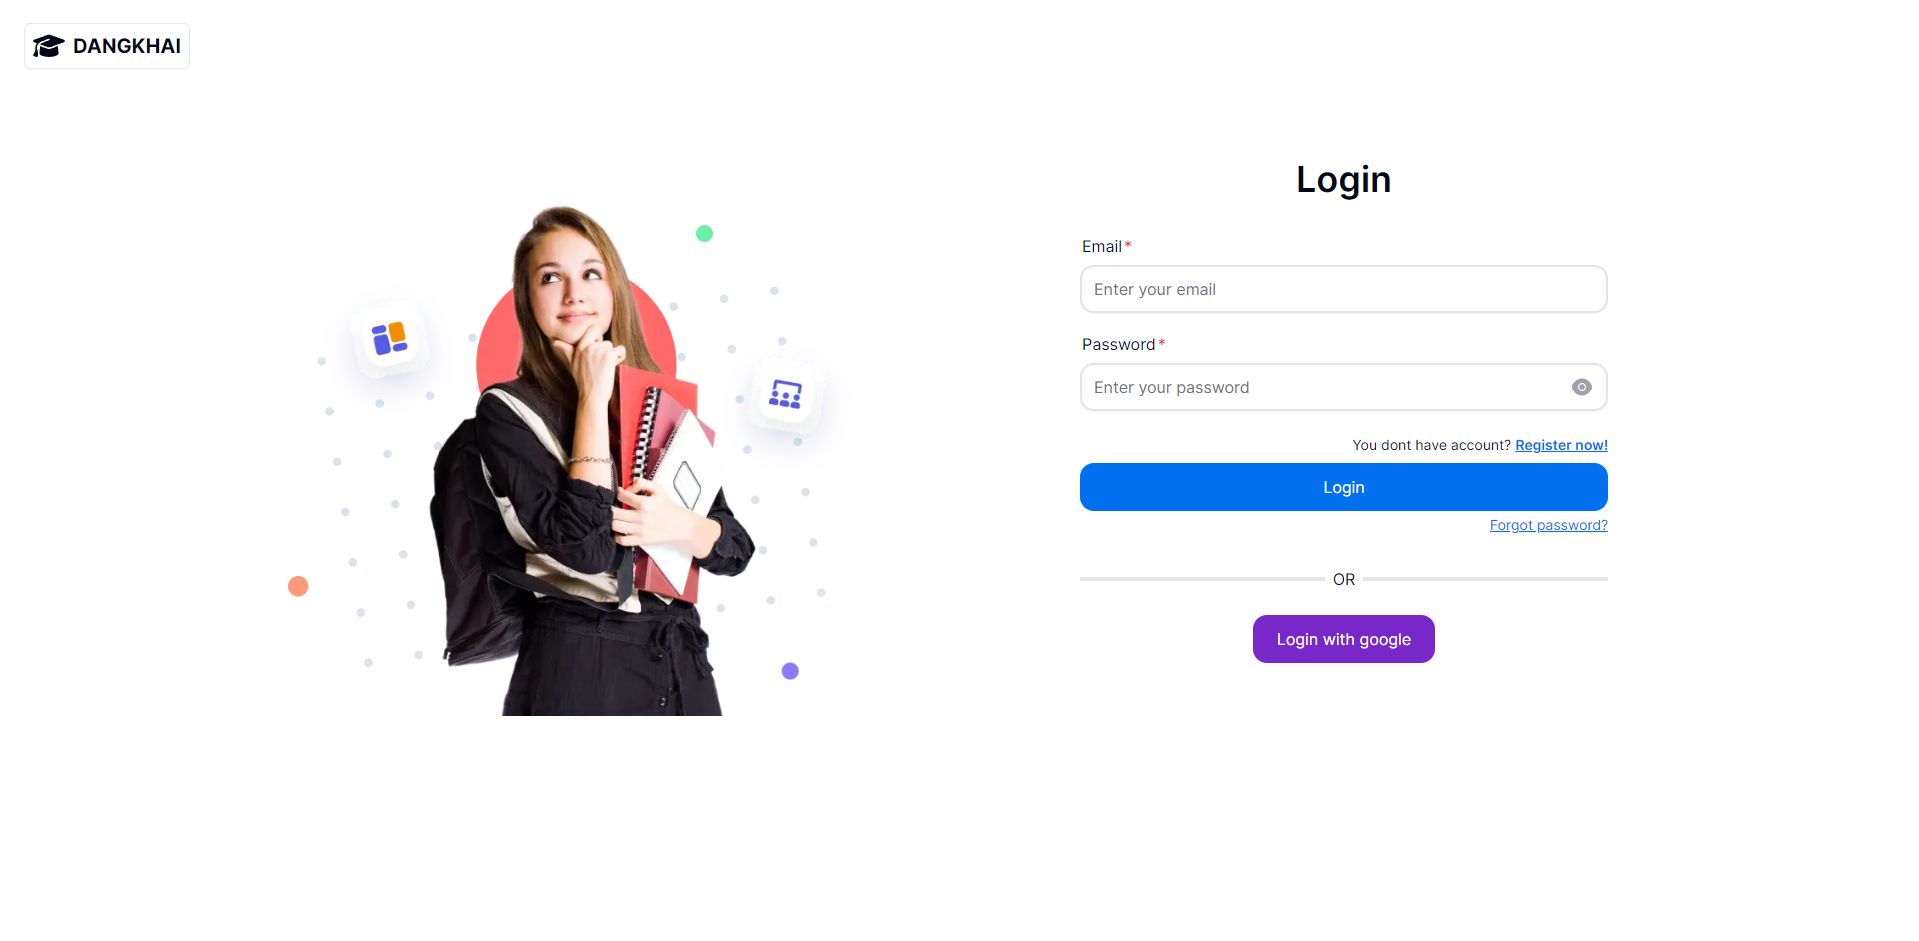 DANGKHAI
Login
Email*
Enter your email
Password*
Enter your password
You dont have account? Register now!
Login
Forgot password?
OR
Login with google